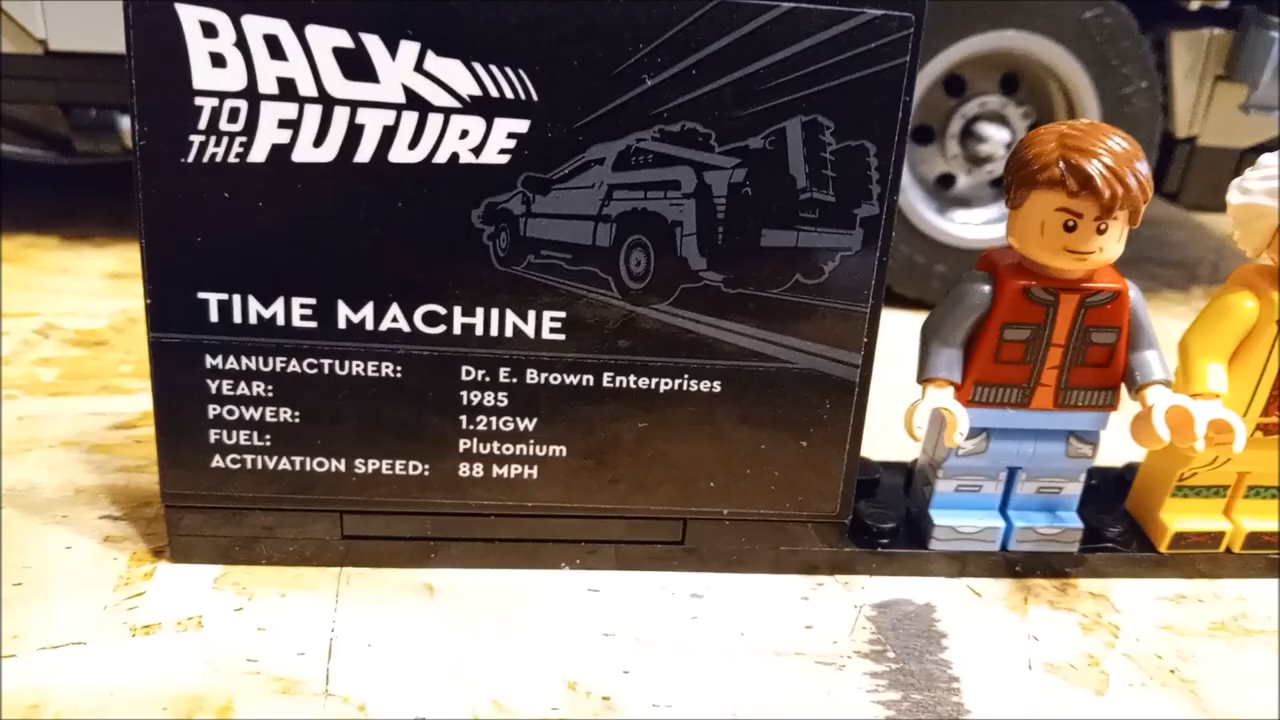 BACK
TO
THE FUTURE
TIME MACHINE
MANUFACTURER: Dr. E. Brown Enterprises
YEAR: 1985
POWER: 1.21GW
FUEL: Plutonium
ACTIVATION SPEED: 88 MPH